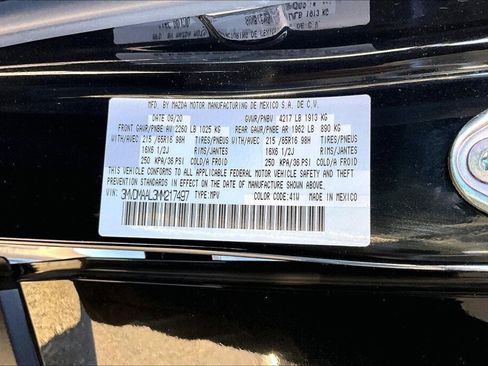 MFD. BY MAZDA MOTOR MANUFACTURING DE MEXICO S.A. DE C.V.
DATE 09/20 GVWR/PNBV 4217 LB 1913 KG
FRONT GAWR/PNBE AV 2260 LB 1025 KG REAR GAWR/PNBE AR 1962 LB 890 KG
WITH/AVEC 215 /65R16 98H TIRES/PNEUS WITH/AVEC 215 /65R16 98H TIRES/PNEUS
16X6 1/2J RIMS/JANTES 16X6 1/2J RIMS/JANTES
250 KPA/36 PSI COLD/A FROID 250 KPA/36 PSI COLD/A FROID
THIS VEHICLE CONFORMS TO ALL APPLICABLE FEDERAL MOTOR VEHICLE SAFETY AND THEFT
PREVENTION STANDARDS IN EFFECT ON THE DATE OF MANUFACTURE SHOWN ABOVE.
VIN: 3MVDMAAL3MM217497 TYPE: MPV COLOR CODE: 41W MADE IN MEXICO